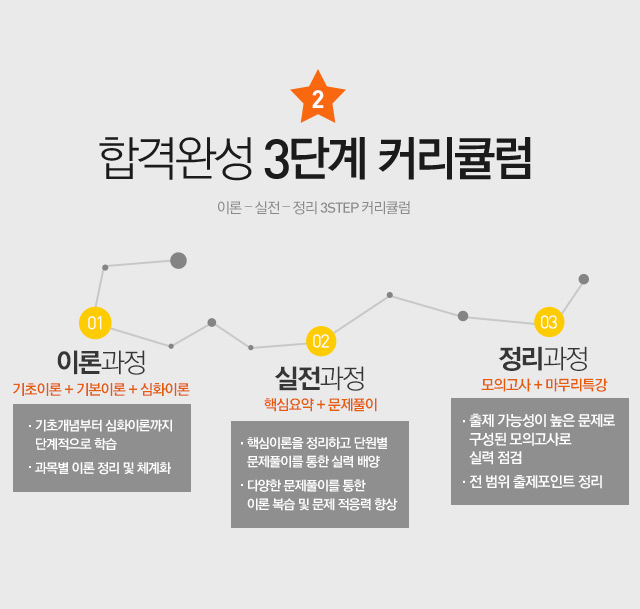 2
합격완성 3단계 커리큘럼
이론 – 실전 – 정리 3STEP 커리큘럼
01
이론과정
기초이론 + 기본이론 + 심화이론
· 기초개념부터 심화이론까지
단계적으로 학습
· 과목별 이론 정리 및 체계화
02
실전과정
핵심요약 + 문제풀이
· 핵심이론을 정리하고 단원별
문제풀이를 통한 실력 배양
· 다양한 문제풀이를 통한
이론 복습 및 문제 적응력 향상
03
정리과정
모의고사 + 마무리특강
· 출제 가능성이 높은 문제로
구성된 모의고사로
실력 점검
· 전 범위 출제포인트 정리